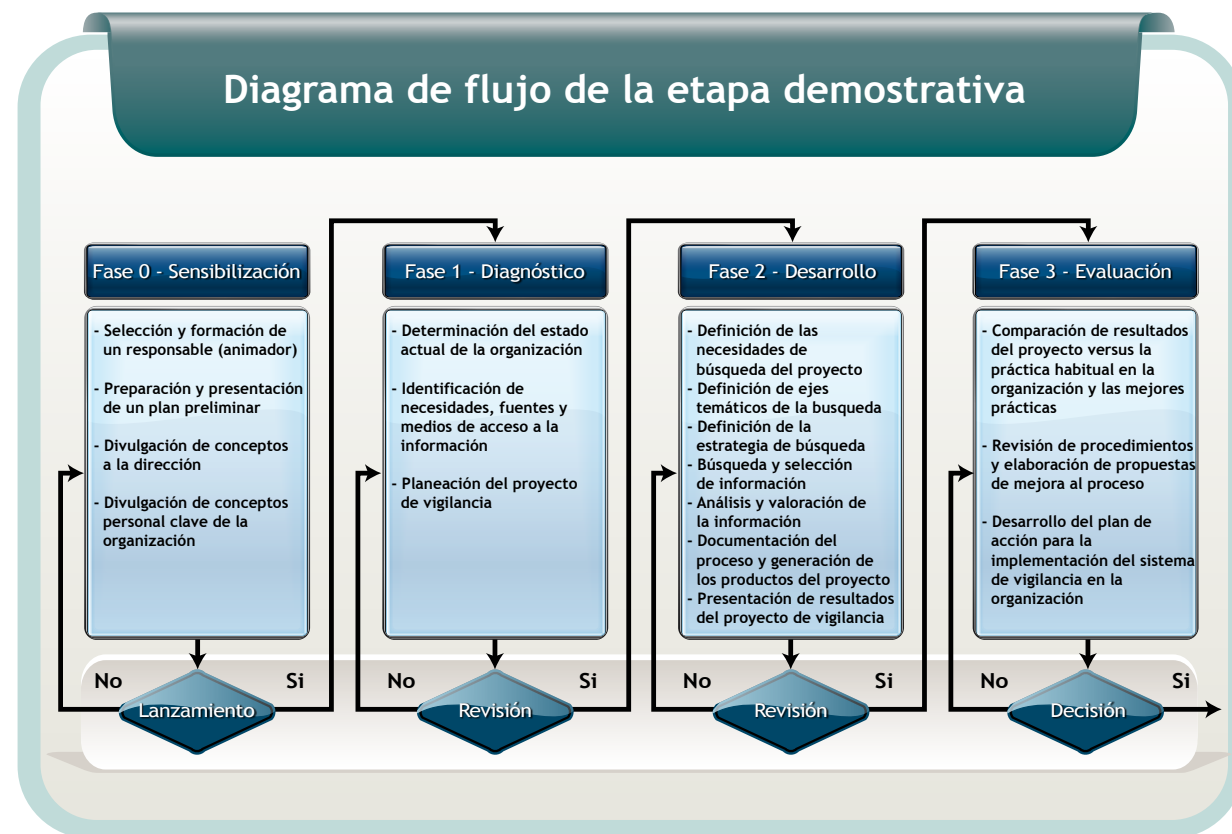 Diagrama de flujo de la etapa demostrativa
Fase 0 - Sensibilización
- Selección y formación de
un responsable (animador)
- Preparación y presentación
de un plan preliminar
- Divulgación de conceptos
a la dirección
- Divulgación de conceptos
personal clave de la
organización
No
Si
Lanzamiento
Fase 1 - Diagnóstico
- Determinación del estado
actual de la organización
- Identificación de
necesidades, fuentes y
medios de acceso a la
información
- Planeación del proyecto
de vigilancia
No
Si
Revisión
Fase 2 - Desarrollo
- Definición de las
necesidades de
búsqueda del proyecto
- Definición de ejes
temáticos de la busqueda
- Definición de la
estrategia de búsqueda
- Búsqueda y selección
de información
- Análisis y valoración de
la información
- Documentación del
proceso y generación de
los productos del proyecto
- Presentación de resultados
del proyecto de vigilancia
No
Si
Revisión
Fase 3 - Evaluación
- Comparación de resultados
del proyecto versus la
práctica habitual en la
organización y las mejores
prácticas
- Revisión de procedimientos
y elaboración de propuestas
de mejora al proceso
- Desarrollo del plan de
acción para la
implementación del sistema
de vigilancia en la
organización
No
Si
Decisión